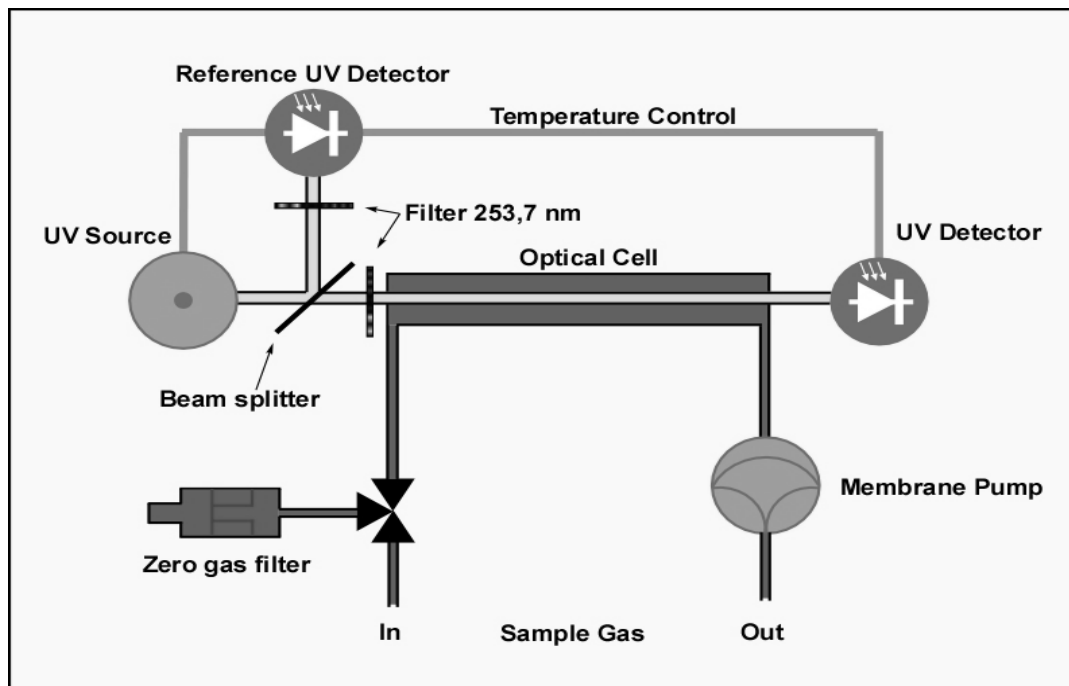 Reference UV Detector
Temperature Control
Filter 253,7 nm
UV Source
UV Detector
Optical Cell
Beam splitter
Membrane Pump
Zero gas filter
In
Sample Gas
Out